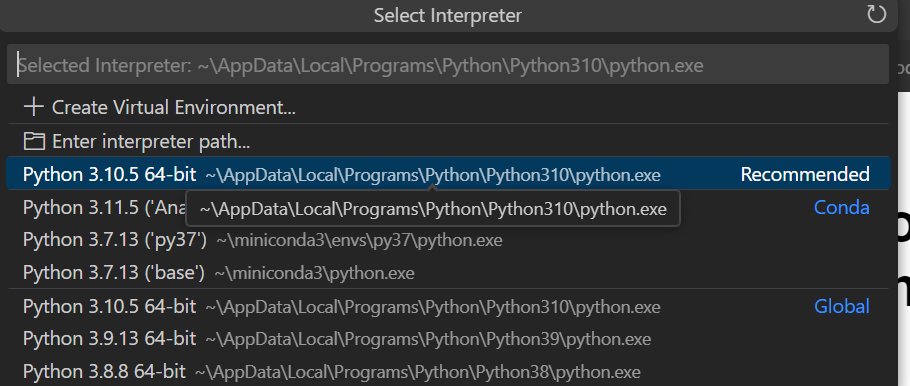 Select Interpreter
Selected Interpreter: ~\AppData\Local\Programs\Python\Python310\python.exe
Create Virtual Environment...
Enter interpreter path...
Python 3.10.5 64-bit ~\AppData\Local\Programs\Python\Python310\python.exe Recommended
Python 3.11.5 ('Ana Conda
~\AppData\Local\Programs\Python\Python310\python.exe
Python 3.7.13 ('py37') ~\miniconda3\envs\py37\python.exe
Python 3.7.13 ('base') ~\miniconda3\python.exe
Python 3.10.5 64-bit ~\AppData\Local\Programs\Python\Python310\python.exe Global
Python 3.9.13 64-bit ~\AppData\Local\Programs\Python\Python39\python.exe
Python 3.8.8 64-bit ~\AppData\Local\Programs\Python\Python38\python.exe